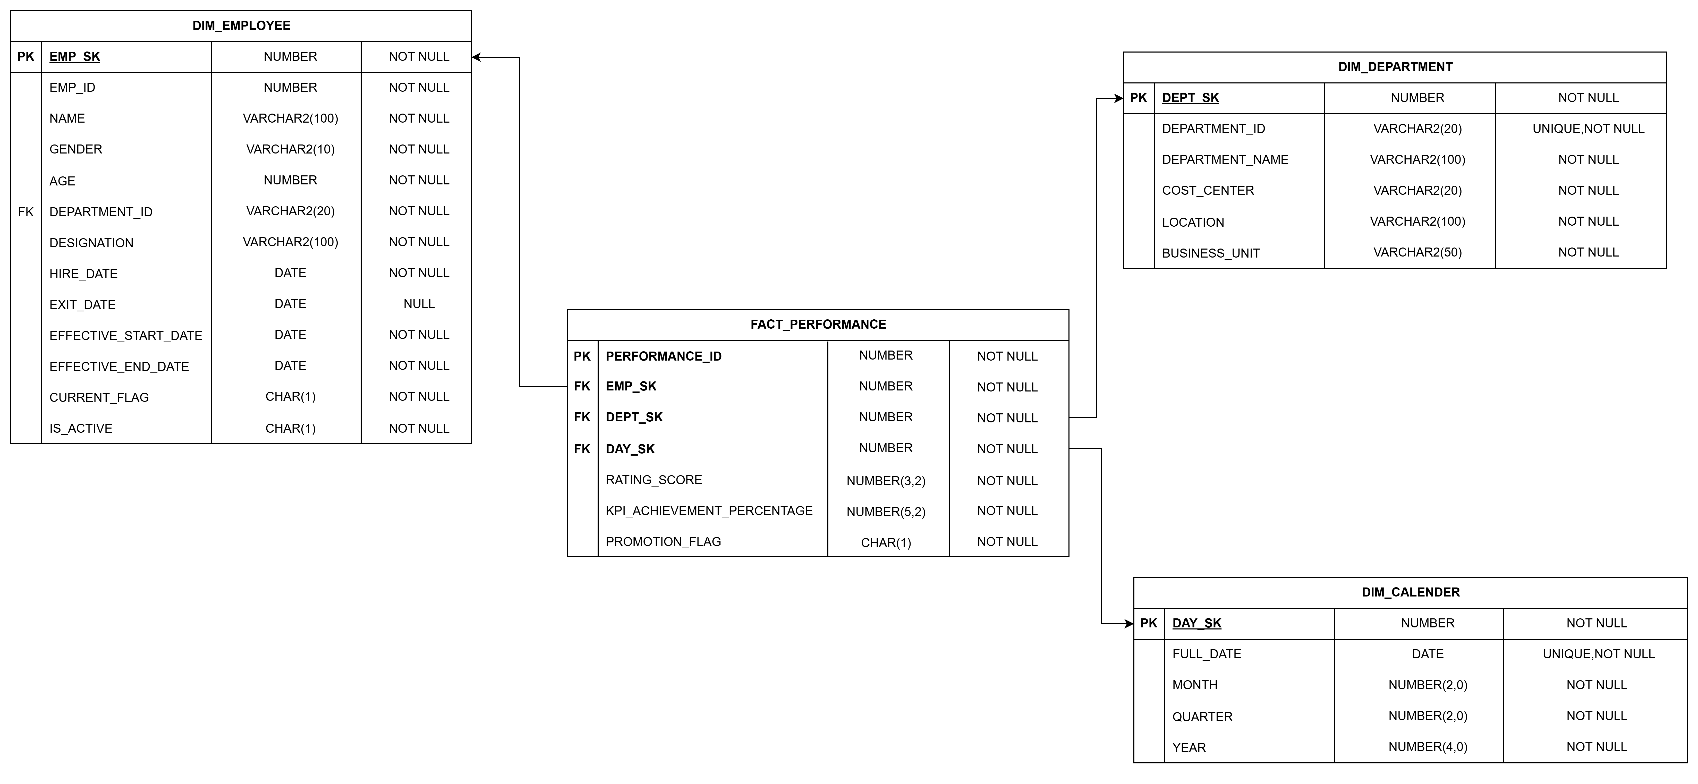 DIM_EMPLOYEE
PK EMP_SK NUMBER NOT NULL
EMP_ID NUMBER NOT NULL
NAME VARCHAR2(100) NOT NULL
GENDER VARCHAR2(10) NOT NULL
AGE NUMBER NOT NULL
FK DEPARTMENT_ID VARCHAR2(20) NOT NULL
DESIGNATION VARCHAR2(100) NOT NULL
HIRE_DATE DATE NOT NULL
EXIT_DATE DATE NULL
EFFECTIVE_START_DATE DATE NOT NULL
EFFECTIVE_END_DATE DATE NOT NULL
CURRENT_FLAG CHAR(1) NOT NULL
IS_ACTIVE CHAR(1) NOT NULL
DIM_DEPARTMENT
PK DEPT_SK NUMBER NOT NULL
DEPARTMENT_ID VARCHAR2(20) UNIQUE,NOT NULL
DEPARTMENT_NAME VARCHAR2(100) NOT NULL
COST_CENTER VARCHAR2(20) NOT NULL
LOCATION VARCHAR2(100) NOT NULL
BUSINESS_UNIT VARCHAR2(50) NOT NULL
FACT_PERFORMANCE
PK PERFORMANCE_ID NUMBER NOT NULL
FK EMP_SK NUMBER NOT NULL
FK DEPT_SK NUMBER NOT NULL
FK DAY_SK NUMBER NOT NULL
RATING_SCORE NUMBER(3,2) NOT NULL
KPI_ACHIEVEMENT_PERCENTAGE NUMBER(5,2) NOT NULL
PROMOTION_FLAG CHAR(1) NOT NULL
DIM_CALENDER
PK DAY_SK NUMBER NOT NULL
FULL_DATE DATE UNIQUE,NOT NULL
MONTH NUMBER(2,0) NOT NULL
QUARTER NUMBER(2,0) NOT NULL
YEAR NUMBER(4,0) NOT NULL